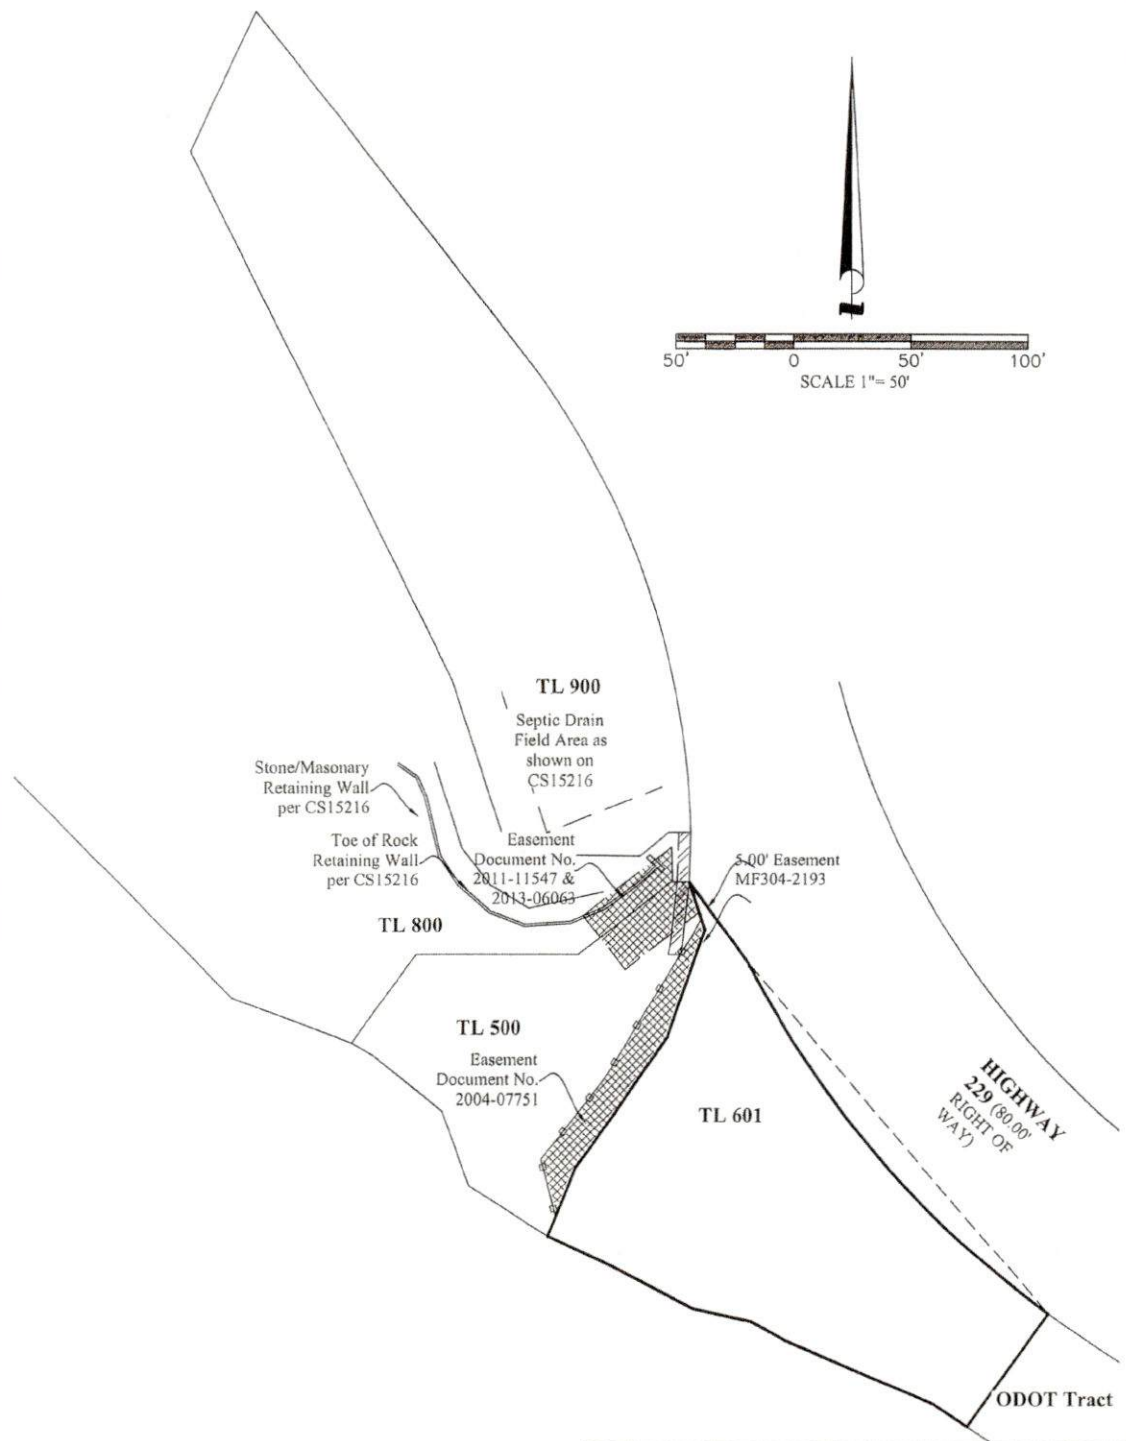 50'
0
50'
100'
SCALE 1"= 50'
TL 900
Septic Drain
Field Area as
shown on
CS15216
Stone/Masonary
Retaining Wall
per CS15216
Toe of Rock
Retaining Wall
per CS15216
Easement
Document No.
2011-11547 &
2013-06063
5.00' Easement
MF304-2193
TL 800
TL 500
Easement
Document No.
2004-07751
TL 601
HIGHWAY
229 (80.00'
RIGHT OF
WAY)
ODOT Tract